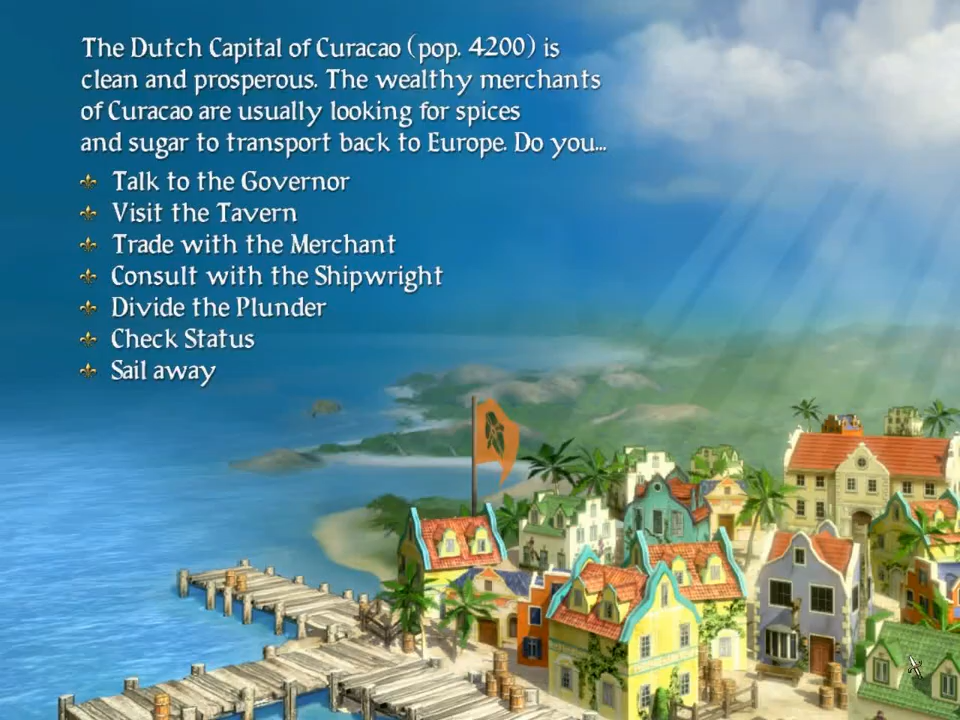 The Dutch Capital of Curacao (pop. 4200) is
clean and prosperous. The wealthy merchants
of Curacao are usually looking for spices
and sugar to transport back to Europe. Do you...
Talk to the Governor
Visit the Tavern
Trade with the Merchant
Consult with the Shipwright
Divide the Plunder
Check Status
Sail away